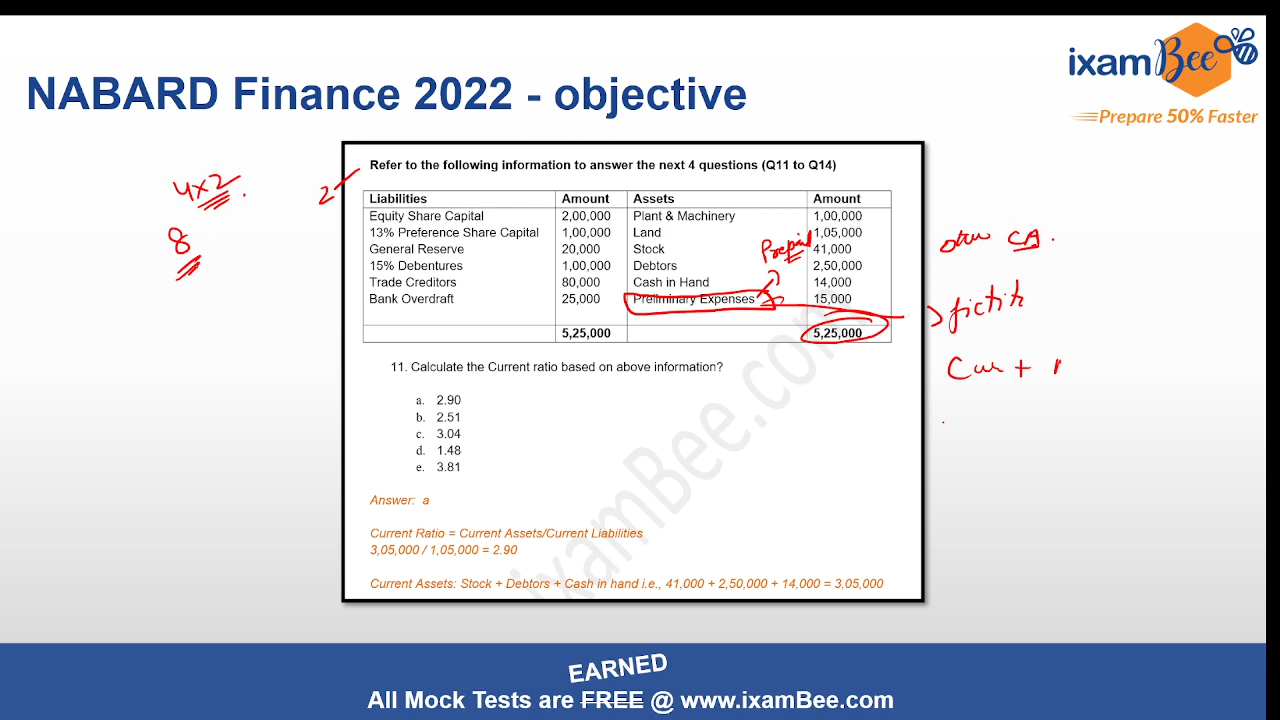 ixamBee
Prepare 50% Faster
NABARD Finance 2022 - objective
4x2
8
2
Refer to the following information to answer the next 4 questions (Q11 to Q14)
Liabilities Amount Assets Amount
Equity Share Capital 2,00,000 Plant & Machinery 1,00,000
13% Preference Share Capital 1,00,000 Land 1,05,000
General Reserve 20,000 Stock 41,000
15% Debentures 1,00,000 Debtors 2,50,000
Trade Creditors 80,000 Cash in Hand 14,000
Bank Overdraft 25,000 Preliminary Expenses 15,000
5,25,000 5,25,000
Prepaid
CA.
11. Calculate the Current ratio based on above information?
a. 2.90
b. 2.51
c. 3.04
d. 1.48
e. 3.81
Answer: a
Current Ratio = Current Assets/Current Liabilities
3,05,000 / 1,05,000 = 2.90
Current Assets: Stock + Debtors + Cash in hand i.e., 41,000 + 2,50,000 + 14,000 = 3,05,000
ixamBee.com
EARNED
All Mock Tests are FREE @ www.ixamBee.com